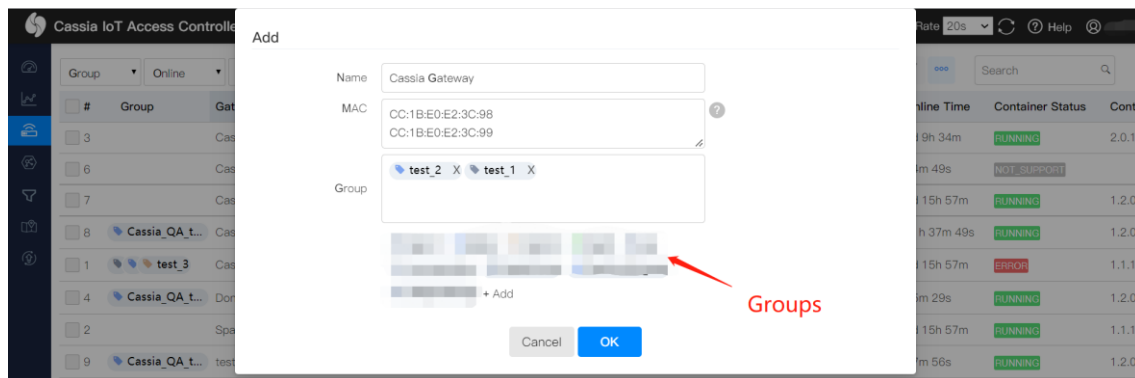 Cassia IoT Access Controlle
Rate 20s Help
Add
Group Online Search
Name Cassia Gateway
# Group Gat nline Time Container Status Cont
MAC CC:1B:E0:E2:3C:98
CC:1B:E0:E2:3C:99
3 Cas 9h 34m RUNNING 2.0.1
6 Cas m 49s NOT_SUPPORT
Group test_2 X test_1 X
7 Cas 15h 57m RUNNING 1.2.0
8 Cassia_QA_t... Cas h 37m 49s RUNNING 1.2.0
1 test_3 Cas 15h 57m ERROR 1.1.1
4 Cassia_QA_t... Don m 29s RUNNING 1.2.0
+ Add
Groups
2 Spa 15h 57m RUNNING 1.1.1
Cancel OK
9 Cassia_QA_t... test 7m 56s RUNNING 1.2.0